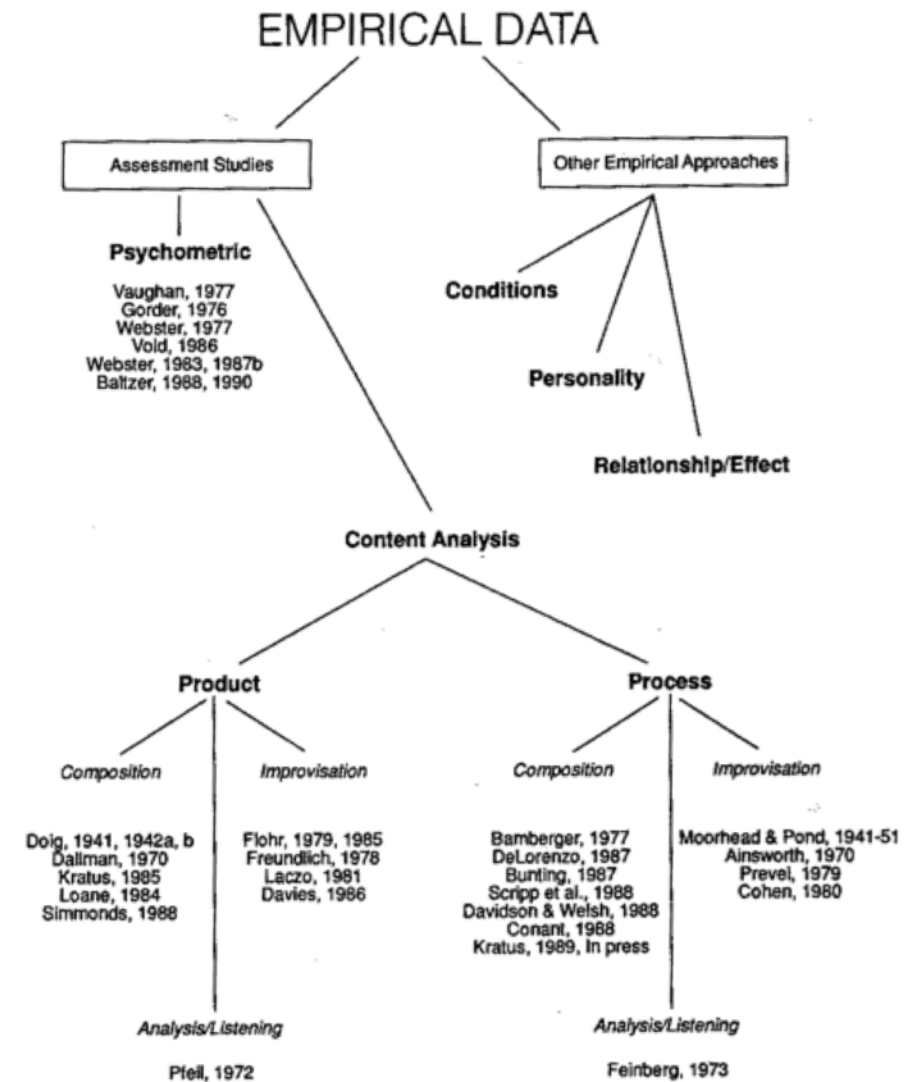 EMPIRICAL DATA
Assessment Studies
Other Empirical Approaches
Psychometric
Vaughan, 1977
Gorder, 1976
Webster, 1977
Vold, 1986
Webster, 1983, 1987b
Baltzer, 1988, 1990
Conditions
Personality
Relationship/Effect
Content Analysis
Product
Composition
Doig, 1941, 1942a, b
Dallman, 1970
Kratus, 1985
Loane, 1984
Simmonds, 1988
Improvisation
Flohr, 1979, 1985
Freundlich, 1978
Laczo, 1981
Davies, 1986
Analysis/Listening
Pfeil, 1972
Process
Composition
Bamberger, 1977
DeLorenzo, 1987
Bunting, 1987
Scripp et al., 1988
Davidson & Welsh, 1988
Conant, 1988
Kratus, 1989, In press
Improvisation
Moorhead & Pond, 1941-51
Ainsworth, 1970
Prevel, 1979
Cohen, 1980
Analysis/Listening
Feinberg, 1973